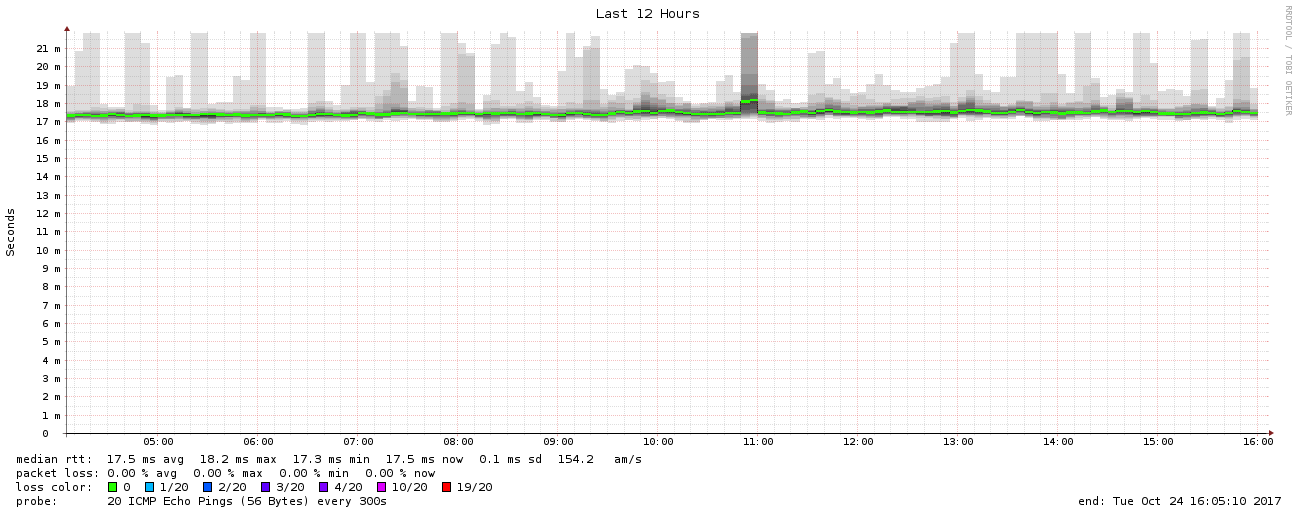 Last 12 Hours
RRDTOOL / TOBI OETIKER
Seconds
21 m
20 m
19 m
18 m
17 m
16 m
15 m
14 m
13 m
12 m
11 m
10 m
9 m
8 m
7 m
6 m
5 m
4 m
3 m
2 m
1 m
0
05:00 06:00 07:00 08:00 09:00 10:00 11:00 12:00 13:00 14:00 15:00 16:00
median rtt: 17.5 ms avg 18.2 ms max 17.3 ms min 17.5 ms now 0.1 ms sd 154.2 am/s
packet loss: 0.00 % avg 0.00 % max 0.00 % min 0.00 % now
loss color: 0 1/20 2/20 3/20 4/20 10/20 19/20
probe: 20 ICMP Echo Pings (56 Bytes) every 300s end: Tue Oct 24 16:05:10 2017